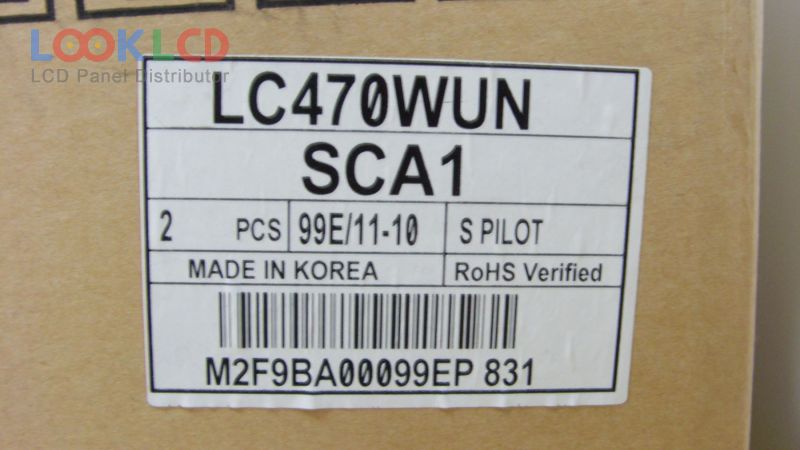 LOOKLCD
LCD Panel Distributor
LC470WUN
SCA1
2 PCS 99E/11-10 S PILOT
MADE IN KOREA RoHS Verified
M2F9BA00099EP 831